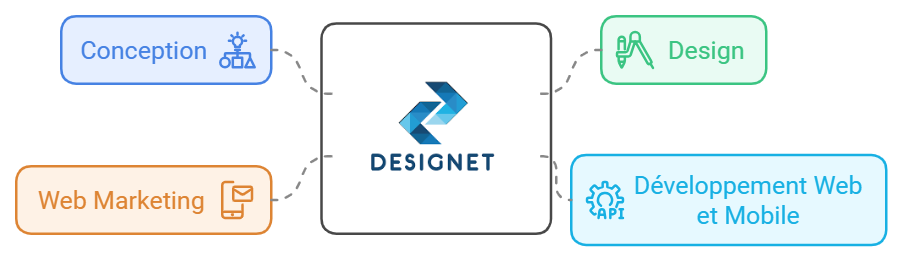 Conception
Design
DESIGNET
Web Marketing
Développement Web
et Mobile
API